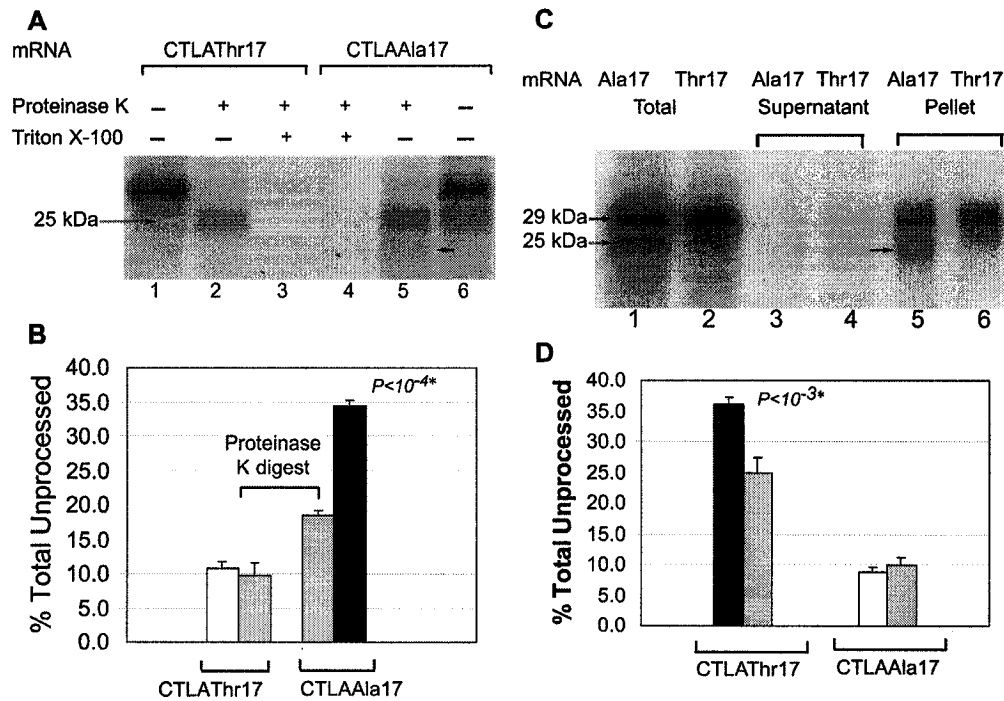 A
mRNA CTLAThr17 CTLAAla17
Proteinase K – + + + + –
Triton X-100 – – + + – –
25 kDa
1 2 3 4 5 6
B
% Total Unprocessed
40.0
35.0
30.0
25.0
20.0
15.0
10.0
5.0
0.0
P<10⁻⁴*
Proteinase
K digest
CTLAThr17 CTLAAla17
C
mRNA Ala17 Thr17 Ala17 Thr17 Ala17 Thr17
Total Supernatant Pellet
29 kDa
25 kDa
1 2 3 4 5 6
D
% Total Unprocessed
40.0
35.0
30.0
25.0
20.0
15.0
10.0
5.0
0.0
P<10⁻³*
CTLAThr17 CTLAAla17